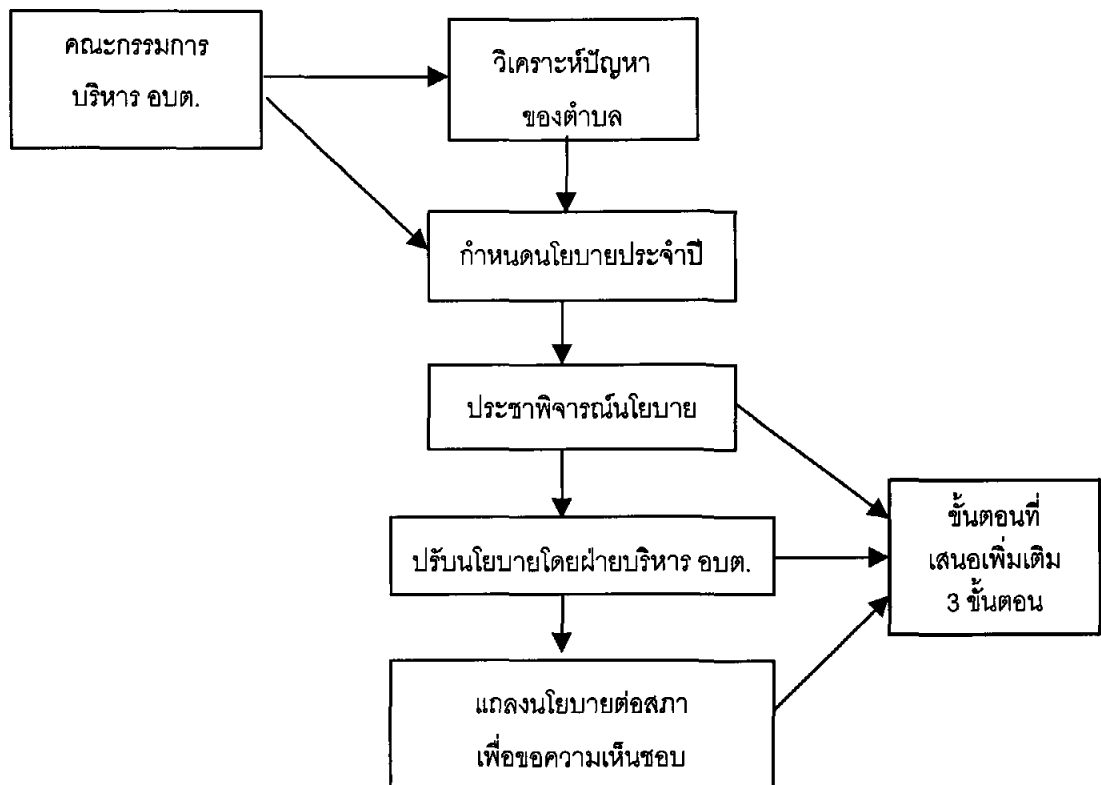 คณะกรรมการ
บริหาร อบต.
วิเคราะห์ปัญหา
ของตำบล
กำหนดนโยบายประจำปี
ประชาพิจารณ์นโยบาย
ปรับนโยบายโดยฝ่ายบริหาร อบต.
ขั้นตอนที่
เสนอเพิ่มเติม
3 ขั้นตอน
แถลงนโยบายต่อสภา
เพื่อขอความเห็นชอบ